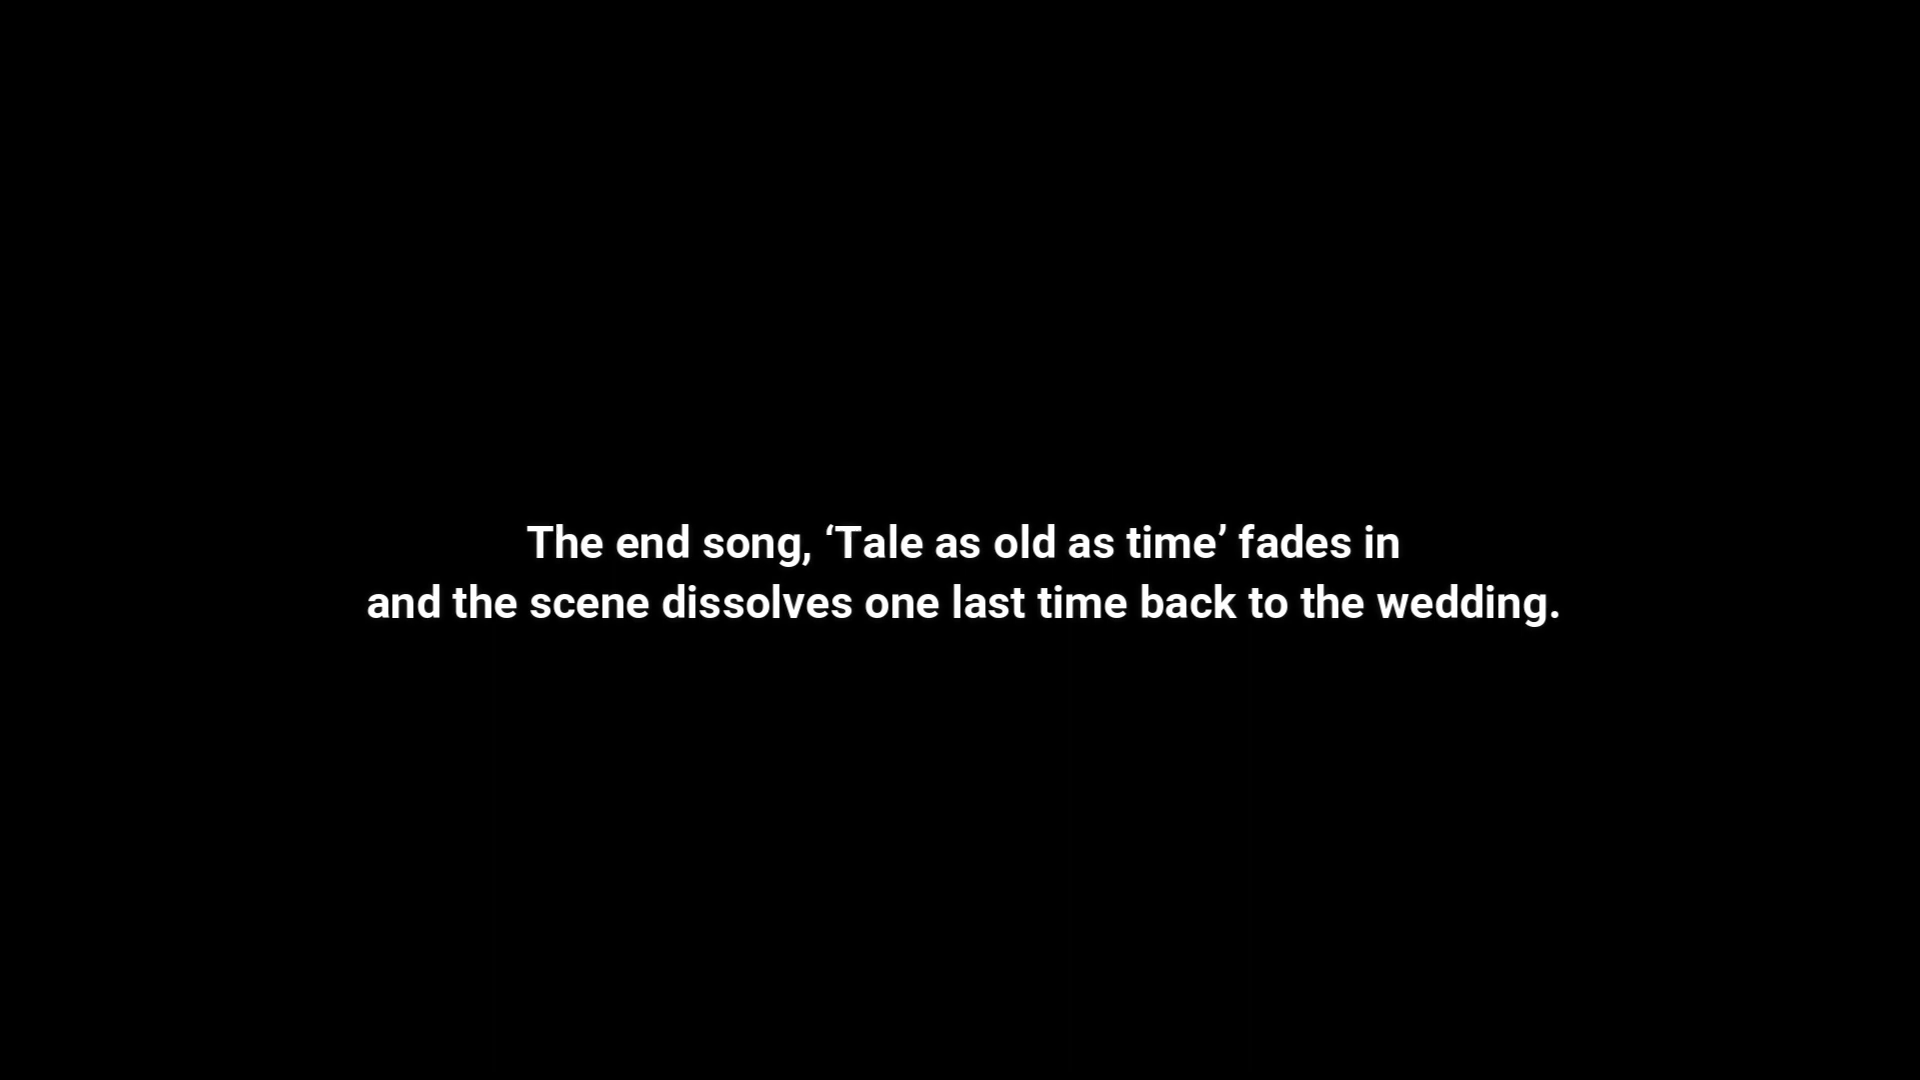 The end song, ‘Tale as old as time’ fades in
and the scene dissolves one last time back to the wedding.